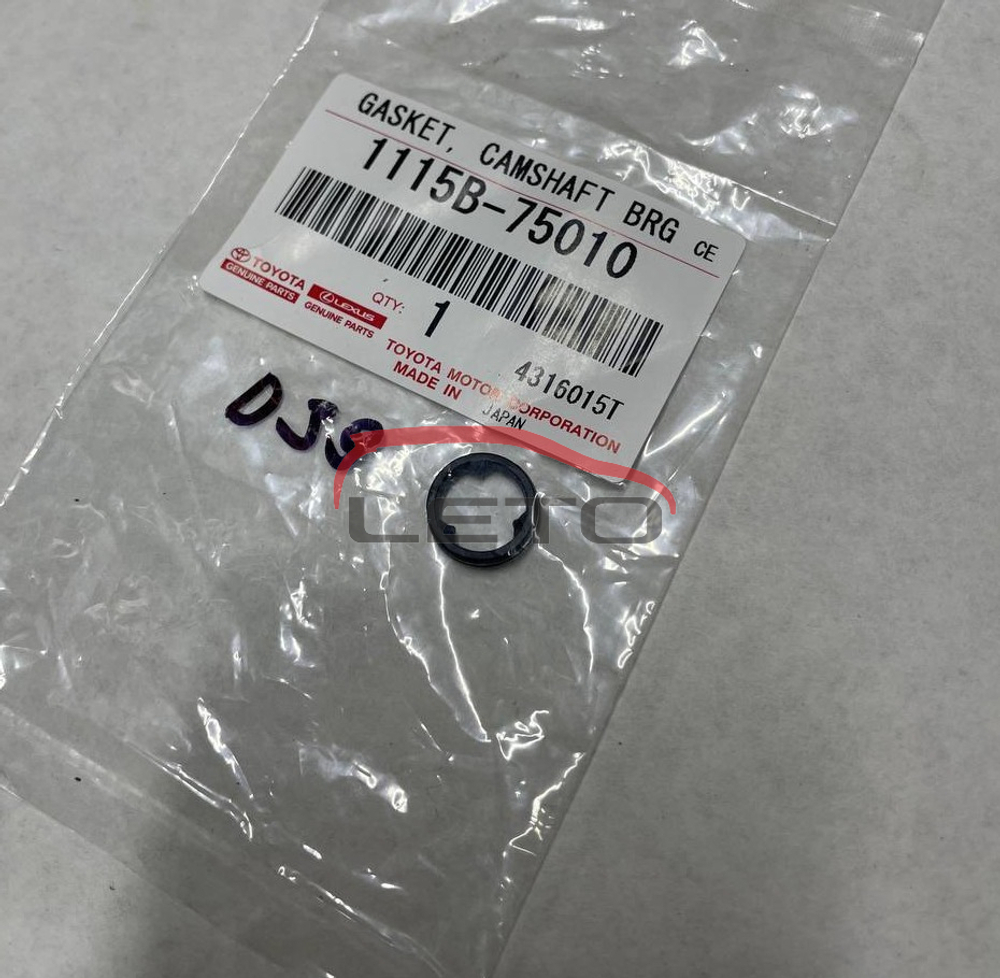 GASKET, CAMSHAFT BRG CE
1115B-75010
TOYOTA
GENUINE PARTS
LEXUS
GENUINE PARTS
QTY:
1
4316015T
TOYOTA MOTOR CORPORATION
MADE IN JAPAN
DJS
LETO